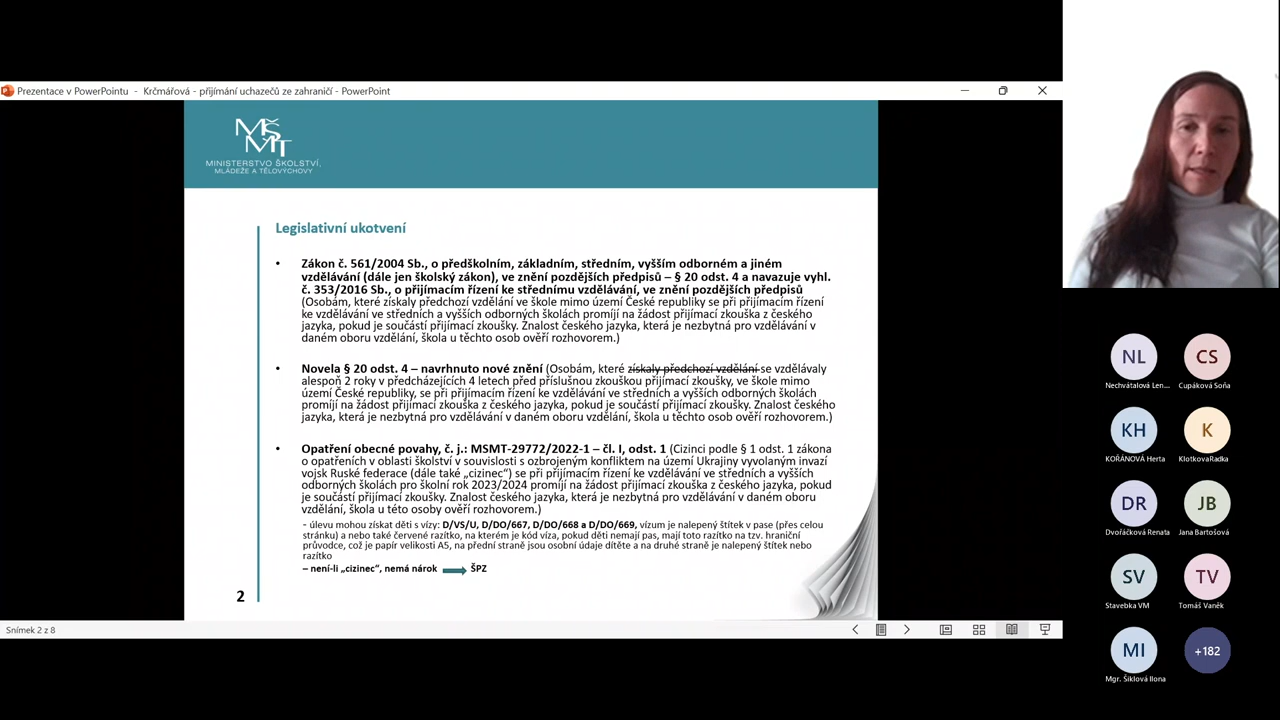 Prezentace v PowerPointu - Krčmářová - přijímání uchazečů ze zahraničí - PowerPoint
MŠ
MT
MINISTERSTVO ŠKOLSTVÍ,
MLÁDEŽE A TĚLOVÝCHOVY
Legislativní ukotvení
• Zákon č. 561/2004 Sb., o předškolním, základním, středním, vyšším odborném a jiném
vzdělávání (dále jen školský zákon), ve znění pozdějších předpisů – § 20 odst. 4 a navazuje vyhl.
č. 353/2016 Sb., o přijímacím řízení ke střednímu vzdělávání, ve znění pozdějších předpisů
(Osobám, které získaly předchozí vzdělání ve škole mimo území České republiky se při přijímacím řízení
ke vzdělávání ve středních a vyšších odborných školách promíjí na žádost přijímací zkouška z českého
jazyka, pokud je součástí přijímací zkoušky. Znalost českého jazyka, která je nezbytná pro vzdělávání v
daném oboru vzdělání, škola u těchto osob ověří rozhovorem.)
• Novela § 20 odst. 4 – navrhnuto nové znění (Osobám, které získaly předchozí vzdělání se vzdělávaly
alespoň 2 roky v předcházejících 4 letech před příslušnou zkouškou přijímací zkoušky, ve škole mimo
území České republiky, se při přijímacím řízení ke vzdělávání ve středních a vyšších odborných školách
promíjí na žádost přijímací zkouška z českého jazyka, pokud je součástí přijímací zkoušky. Znalost českého
jazyka, která je nezbytná pro vzdělávání v daném oboru vzdělání, škola u těchto osob ověří rozhovorem.)
• Opatření obecné povahy, č. j.: MSMT-29772/2022-1 – čl. I, odst. 1 (Cizinci podle § 1 odst. 1 zákona
o opatřeních v oblasti školství v souvislosti s ozbrojeným konfliktem na území Ukrajiny vyvolaným invazí
vojsk Ruské federace (dále také „cizinec") se při přijímacím řízení ke vzdělávání ve středních a vyšších
odborných školách pro školní rok 2023/2024 promíjí na žádost přijímací zkouška z českého jazyka, pokud
je součástí přijímací zkoušky. Znalost českého jazyka, která je nezbytná pro vzdělávání v daném oboru
vzdělání, škola u této osoby ověří rozhovorem.)
- úlevu mohou získat děti s vízy: D/VS/U, D/DO/667, D/DO/668 a D/DO/669, vízum je nalepený štítek v pase (přes celou
stránku) a nebo také červené razítko, na kterém je kód víza, pokud děti nemají pas, mají toto razítko na tzv. hraniční
průvodce, což je papír velikosti A5, na přední straně jsou osobní údaje dítěte a na druhé straně je nalepený štítek nebo
razítko
– není-li „cizinec", nemá nárok ŠPZ
2
Snímek 2 z 8
NL CS
Nechvátalová Len... Cupáková Soňa
KH K
KOŘÁNOVÁ Herta KlotkovaRadka
DR JB
Dvořáčková Renata Jana Bartošová
SV TV
Stavebka VM Tomáš Vaněk
MI +182
Mgr. Šiklová Ilona